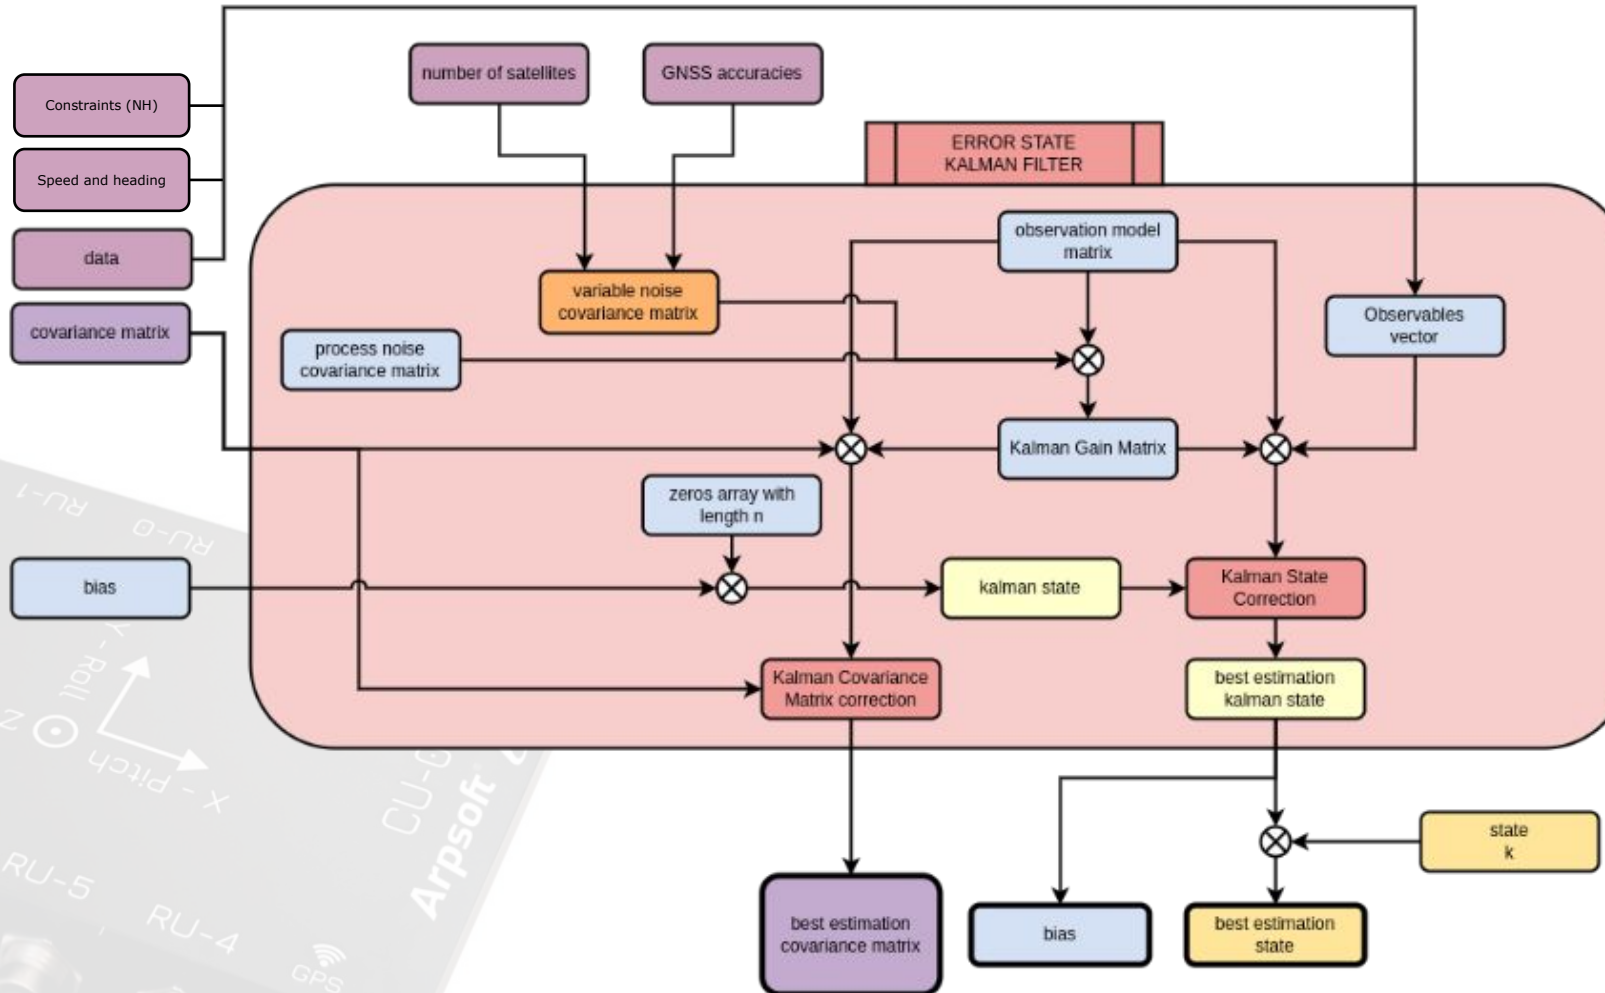 number of satellites
GNSS accuracies
Constraints (NH)
Speed and heading
data
covariance matrix
ERROR STATE
KALMAN FILTER
observation model
matrix
variable noise
covariance matrix
Observables
vector
process noise
covariance matrix
Kalman Gain Matrix
zeros array with
length n
bias
kalman state
Kalman State
Correction
Kalman Covariance
Matrix correction
best estimation
kalman state
state
k
best estimation
covariance matrix
bias
best estimation
state
RU-1
RU-0
Y - Roll
Z
X - Pitch
Arpsoft
RU-5
RU-4
GPS